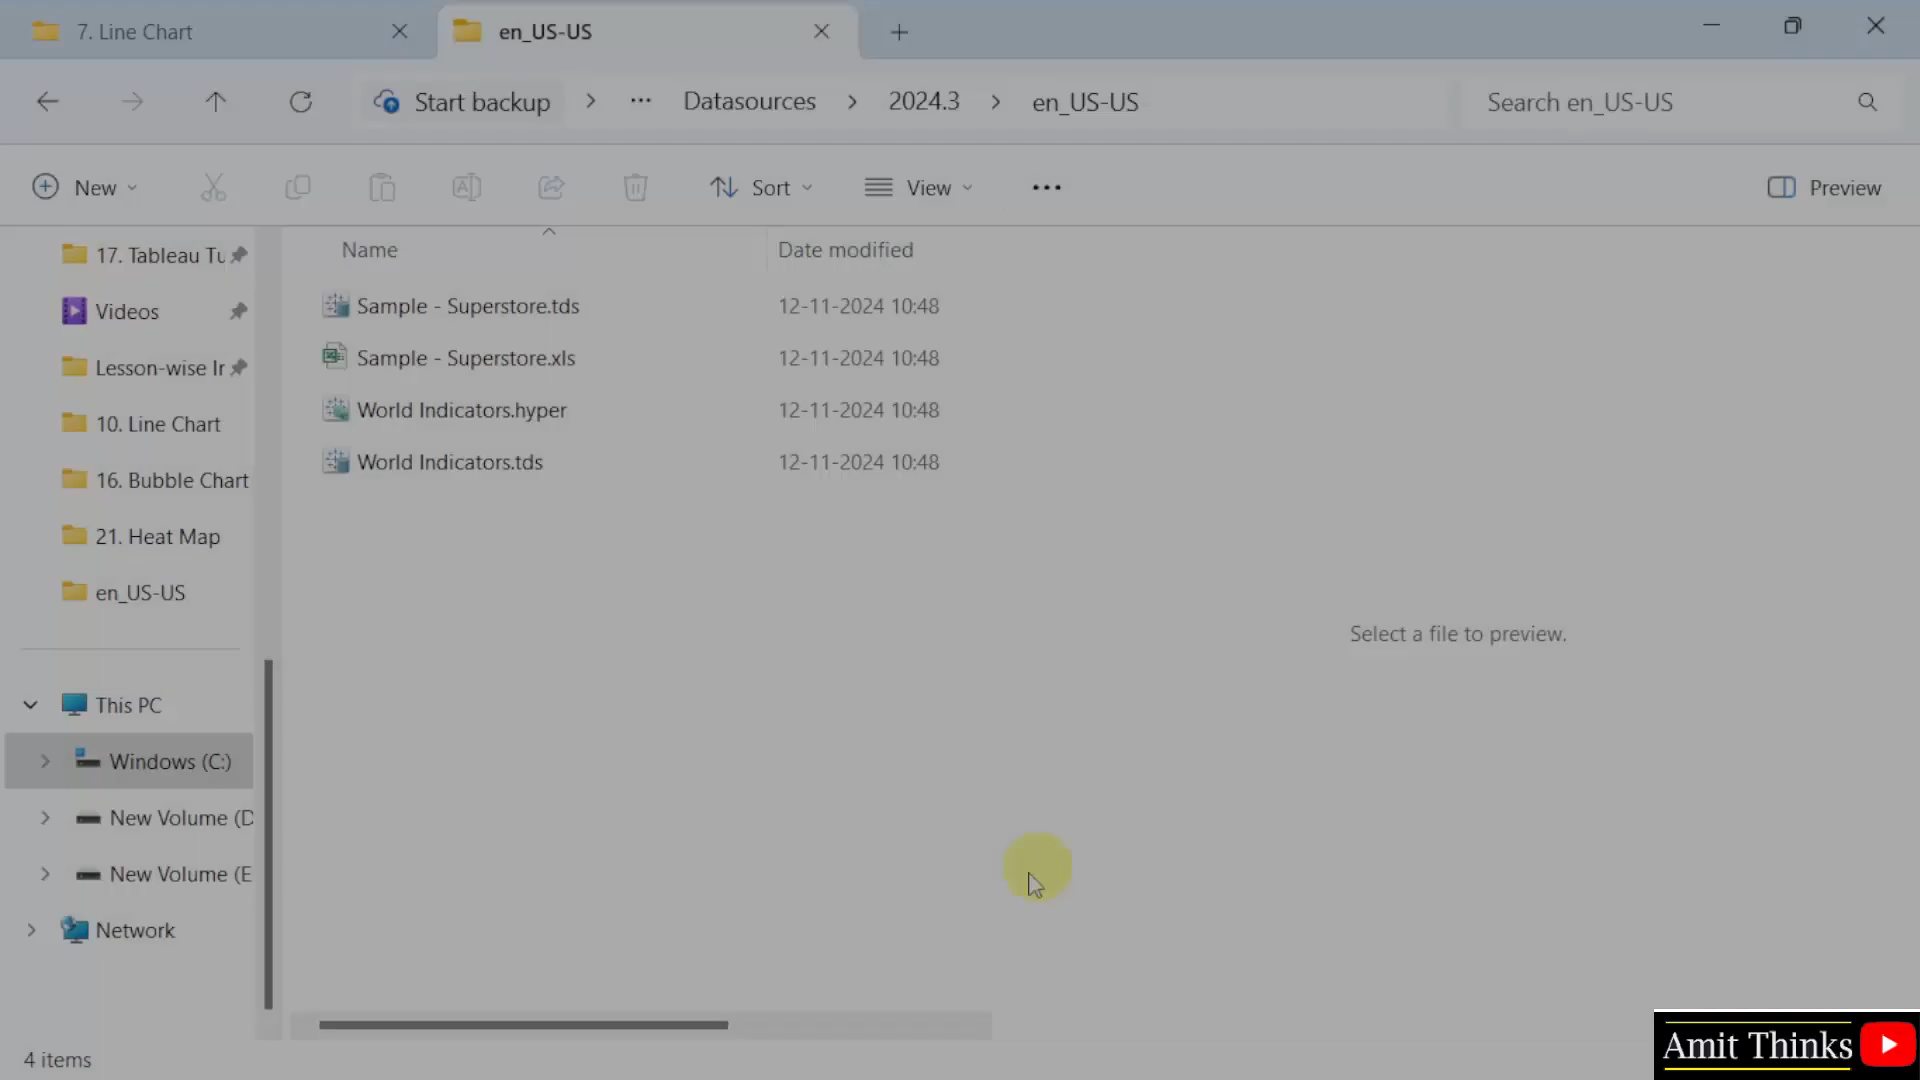 7. Line Chart
en_US-US
Start backup
Datasources
2024.3
en_US-US
Search en_US-US
New
Sort
View
Preview
Name
Date modified
17. Tableau Tu
Videos
Lesson-wise Ir
10. Line Chart
16. Bubble Chart
21. Heat Map
en_US-US
This PC
Windows (C:)
New Volume (D
New Volume (E
Network
Sample - Superstore.tds
12-11-2024 10:48
Sample - Superstore.xls
12-11-2024 10:48
World Indicators.hyper
12-11-2024 10:48
World Indicators.tds
12-11-2024 10:48
Select a file to preview.
4 items
Amit Thinks